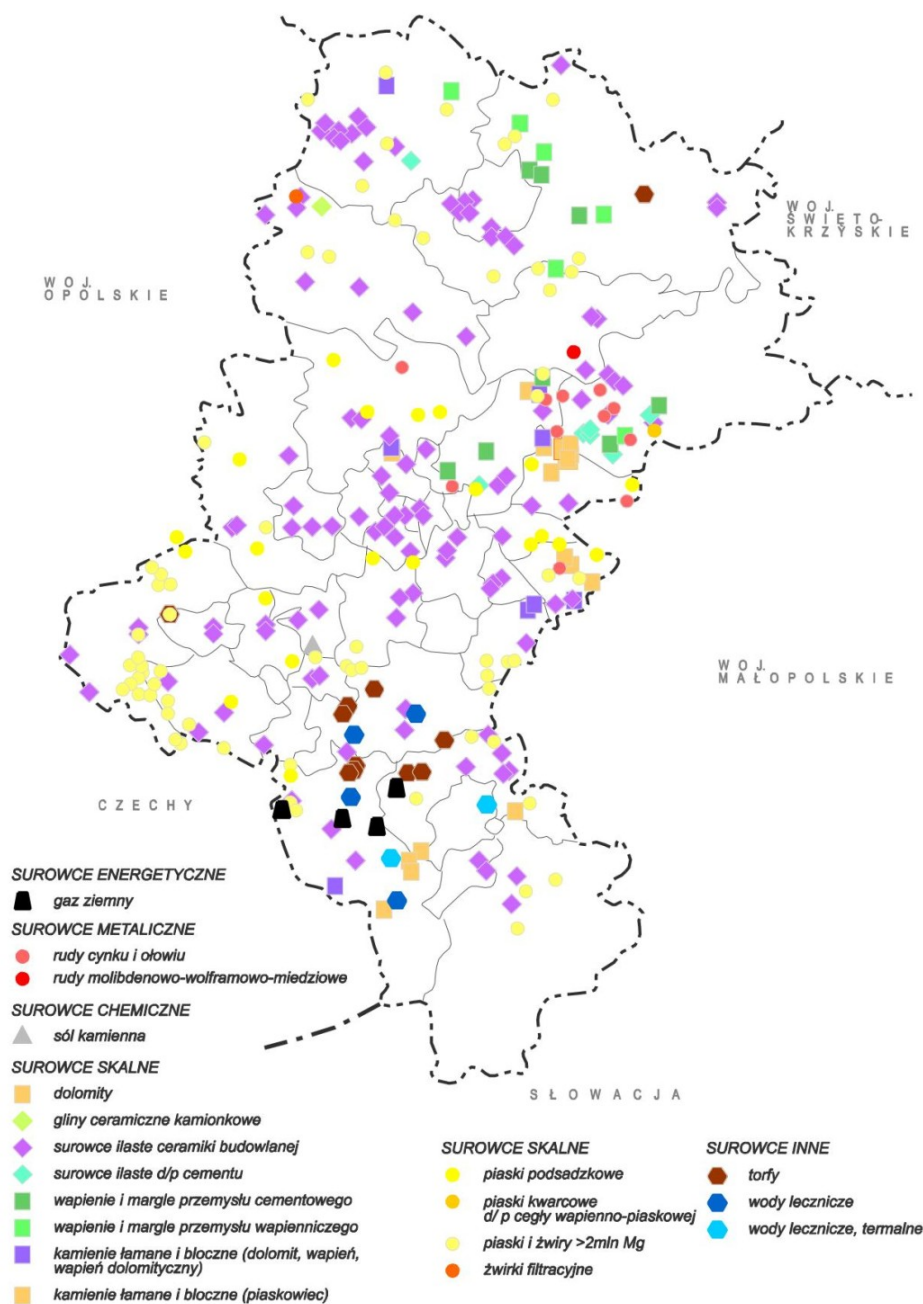 WOJ.
ŚWIĘTO-
KRZYSKIE
WOJ.
OPOLSKIE
WOJ.
MAŁOPOLSKIE
CZECHY
SŁOWACJA
SUROWCE ENERGETYCZNE
gaz ziemny
SUROWCE METALICZNE
rudy cynku i ołowiu
rudy molibdenowo-wolframowo-miedziowe
SUROWCE CHEMICZNE
sól kamienna
SUROWCE SKALNE
dolomity
gliny ceramiczne kamionkowe
surowce ilaste ceramiki budowlanej
surowce ilaste d/p cementu
wapienie i margle przemysłu cementowego
wapienie i margle przemysłu wapienniczego
kamienie łamane i bloczne (dolomit, wapień,
wapień dolomityczny)
kamienie łamane i bloczne (piaskowiec)
SUROWCE SKALNE
piaski podsadzkowe
piaski kwarcowe
d/ p cegły wapienno-piaskowej
piaski i żwiry >2mln Mg
żwirki filtracyjne
SUROWCE INNE
torfy
wody lecznicze
wody lecznicze, termalne